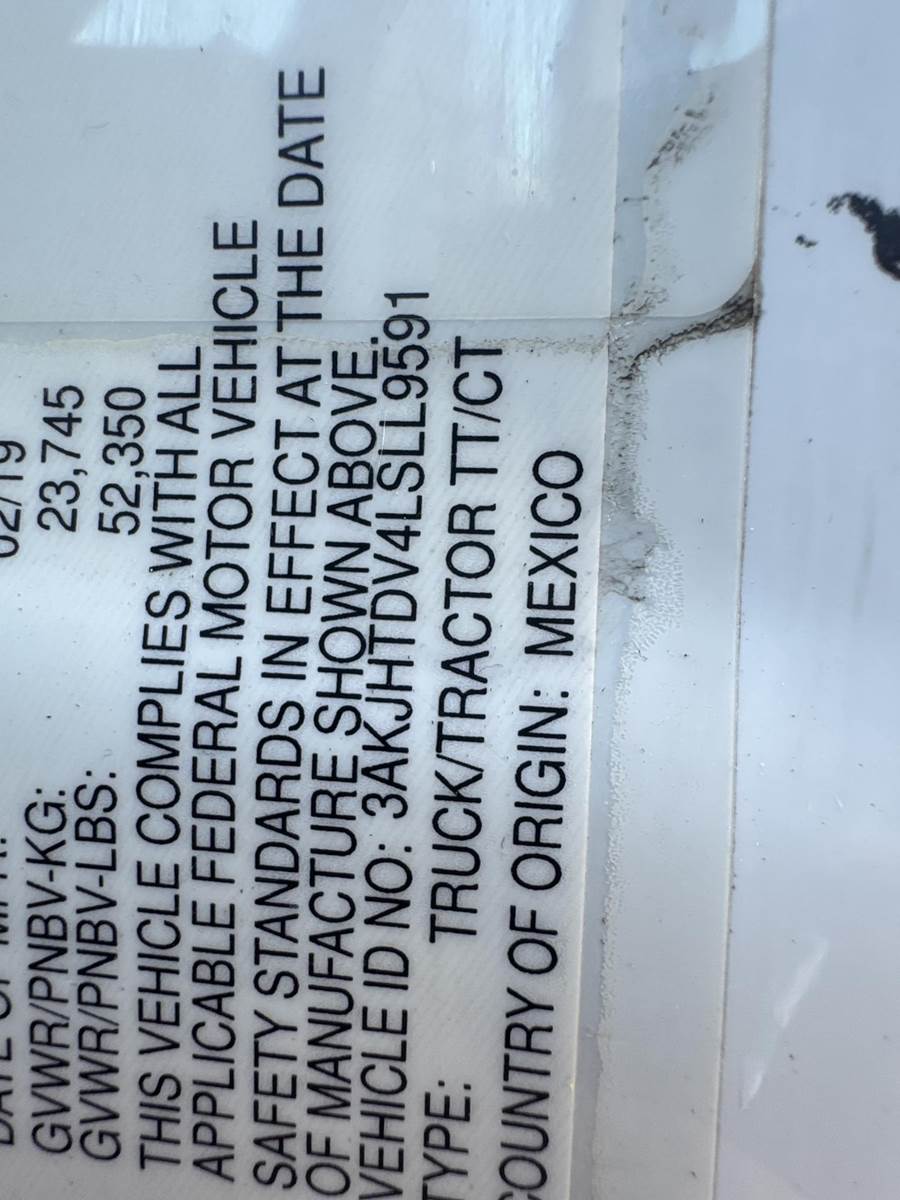 02/19
GVWR/PNBV-KG: 23,745
GVWR/PNBV-LBS: 52,350
THIS VEHICLE COMPLIES WITH ALL
APPLICABLE FEDERAL MOTOR VEHICLE
SAFETY STANDARDS IN EFFECT AT THE DATE
OF MANUFACTURE SHOWN ABOVE.
VEHICLE ID NO: 3AKJHTDV4LSLL9591
TYPE: TRUCK/TRACTOR TT/CT
COUNTRY OF ORIGIN: MEXICO